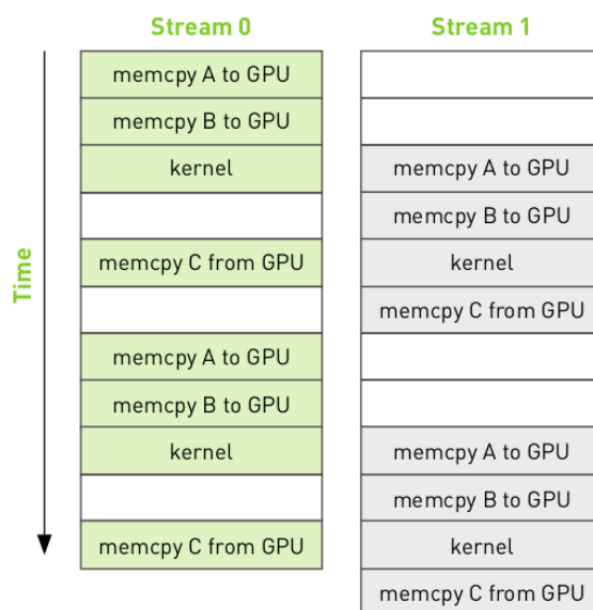 Stream 0
Stream 1
Time
memcpy A to GPU
memcpy B to GPU
kernel
memcpy A to GPU
memcpy B to GPU
memcpy C from GPU
kernel
memcpy C from GPU
memcpy A to GPU
memcpy B to GPU
kernel
memcpy A to GPU
memcpy B to GPU
memcpy C from GPU
kernel
memcpy C from GPU